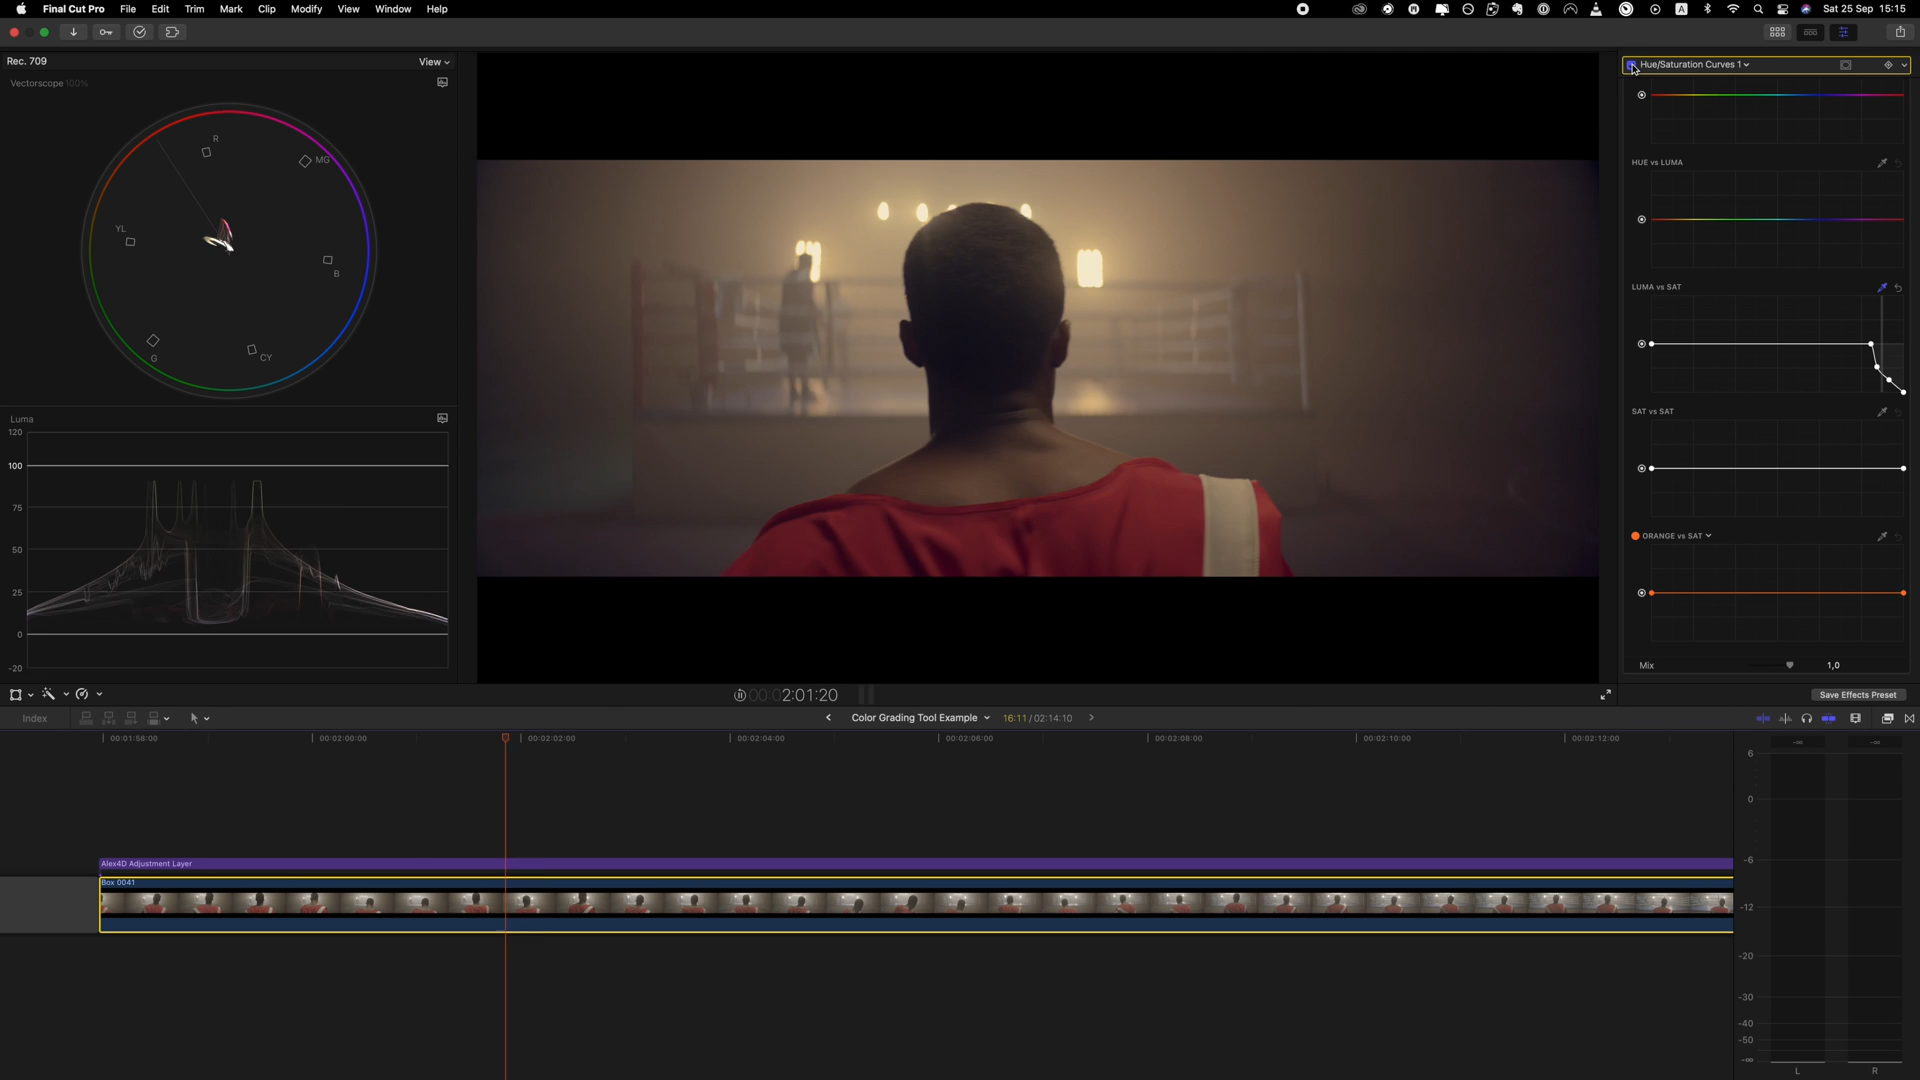 Final Cut Pro File Edit Trim Mark Clip Modify View Window Help A Sat 25 Sep 15:15
Rec. 709 View
Vectorscope 100%
R
MG
YL
B
G
CY
Luma
120
100
75
50
25
0
-20
Hue/Saturation Curves 1
HUE vs LUMA
LUMA vs SAT
SAT vs SAT
ORANGE vs SAT
Mix 1,0
00:02:01:20
Save Effects Preset
Index
Color Grading Tool Example 16:11 / 02:14:10
00:01:58:00 00:02:00:00 00:02:02:00 00:02:04:00 00:02:06:00 00:02:08:00 00:02:10:00 00:02:12:00
Alex4D Adjustment Layer
Box 0041
-∞ -∞
6
0
-6
-12
-20
-30
-40
-50
-∞
L R